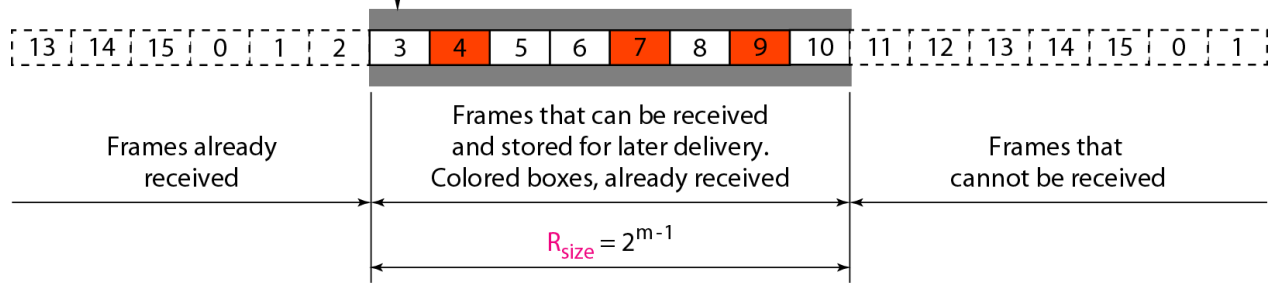 13 14 15 0 1 2 3 4 5 6 7 8 9 10 11 12 13 14 15 0 1
Frames already
received
Frames that can be received
and stored for later delivery.
Colored boxes, already received
Frames that
cannot be received
R_size = 2^m-1